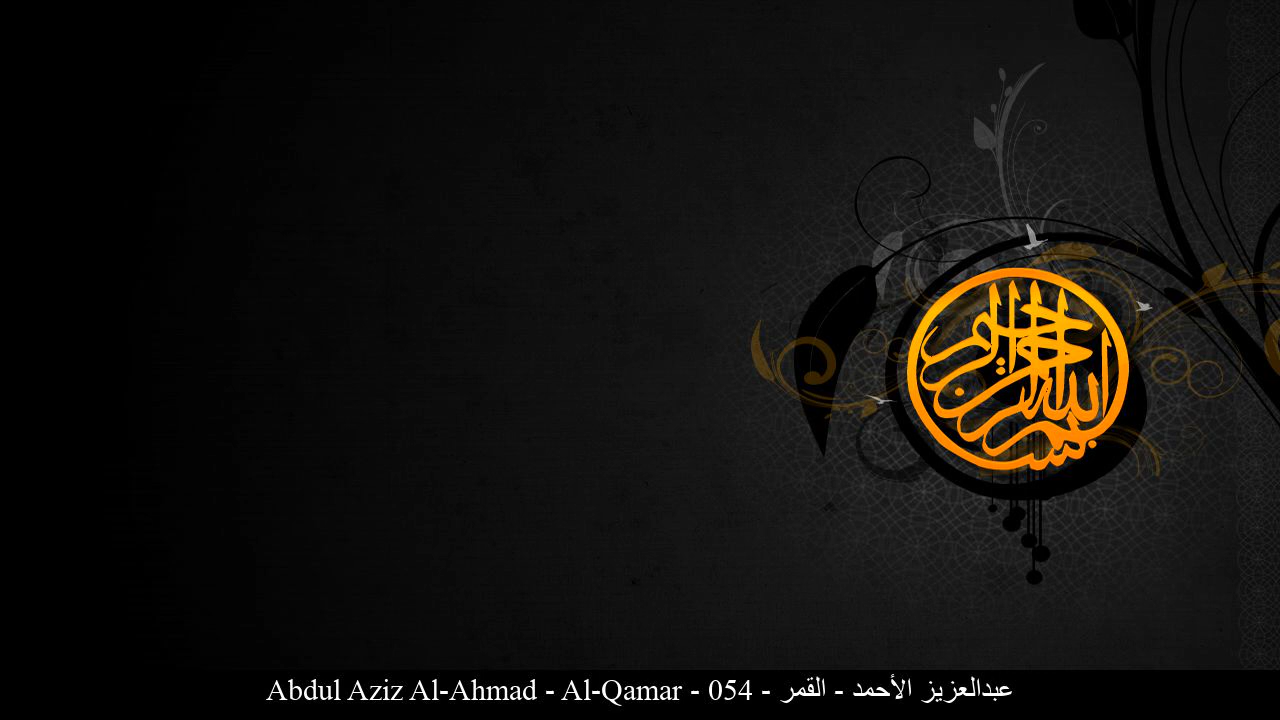 بسم الله الرحمن الرحيم
Abdul Aziz Al-Ahmad - Al-Qamar - 054 - عبدالعزيز الأحمد - القمر